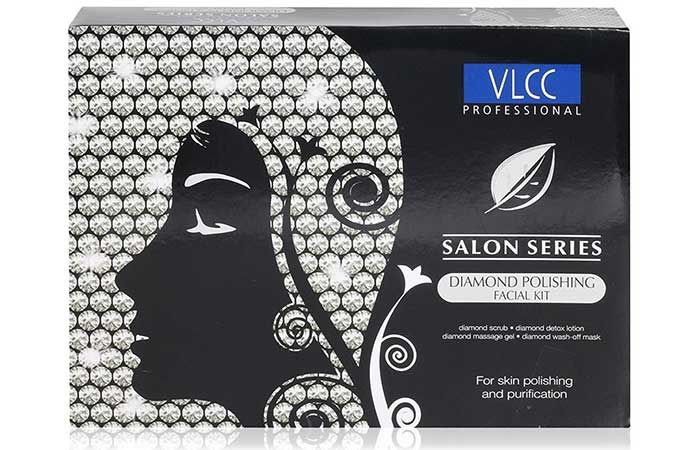 VLCC
PROFESSIONAL
SALON SERIES
DIAMOND POLISHING
FACIAL KIT
diamond scrub • diamond detox lotion
diamond massage gel • diamond wash-off mask
For skin polishing
and purification